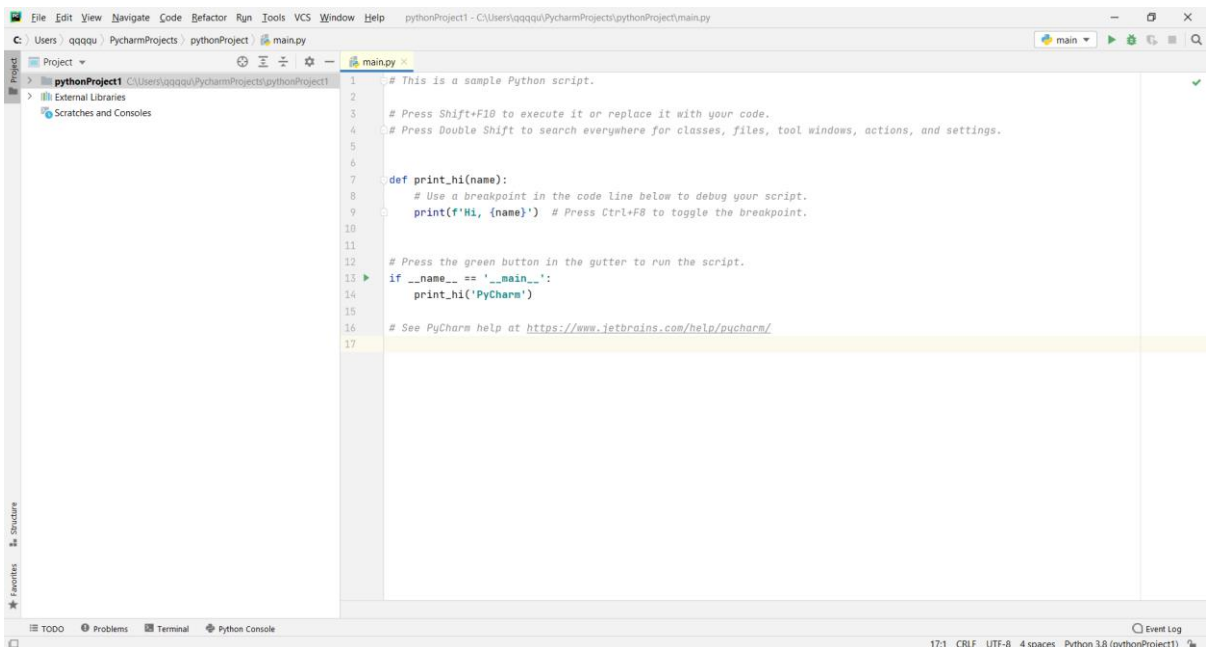 File Edit View Navigate Code Refactor Run Tools VCS Window Help pythonProject1 - C:\Users\qqqqu\PycharmProjects\pythonProject\main.py
C: Users qqqqu PycharmProjects pythonProject main.py
main
Project
main.py
Project
pythonProject1 C:\Users\qqqqu\PycharmProjects\pythonProject1
External Libraries
Scratches and Consoles
1 # This is a sample Python script.
2
3 # Press Shift+F10 to execute it or replace it with your code.
4 # Press Double Shift to search everywhere for classes, files, tool windows, actions, and settings.
5
6
7 def print_hi(name):
8 # Use a breakpoint in the code line below to debug your script.
9 print(f'Hi, {name}') # Press Ctrl+F8 to toggle the breakpoint.
10
11
12 # Press the green button in the gutter to run the script.
13 if __name__ == '__main__':
14 print_hi('PyCharm')
15
16 # See PyCharm help at https://www.jetbrains.com/help/pycharm/
17
Structure
Favorites
TODO Problems Terminal Python Console Event Log
17:1 CRLF UTF-8 4 spaces Python 3.8 (pythonProject1)